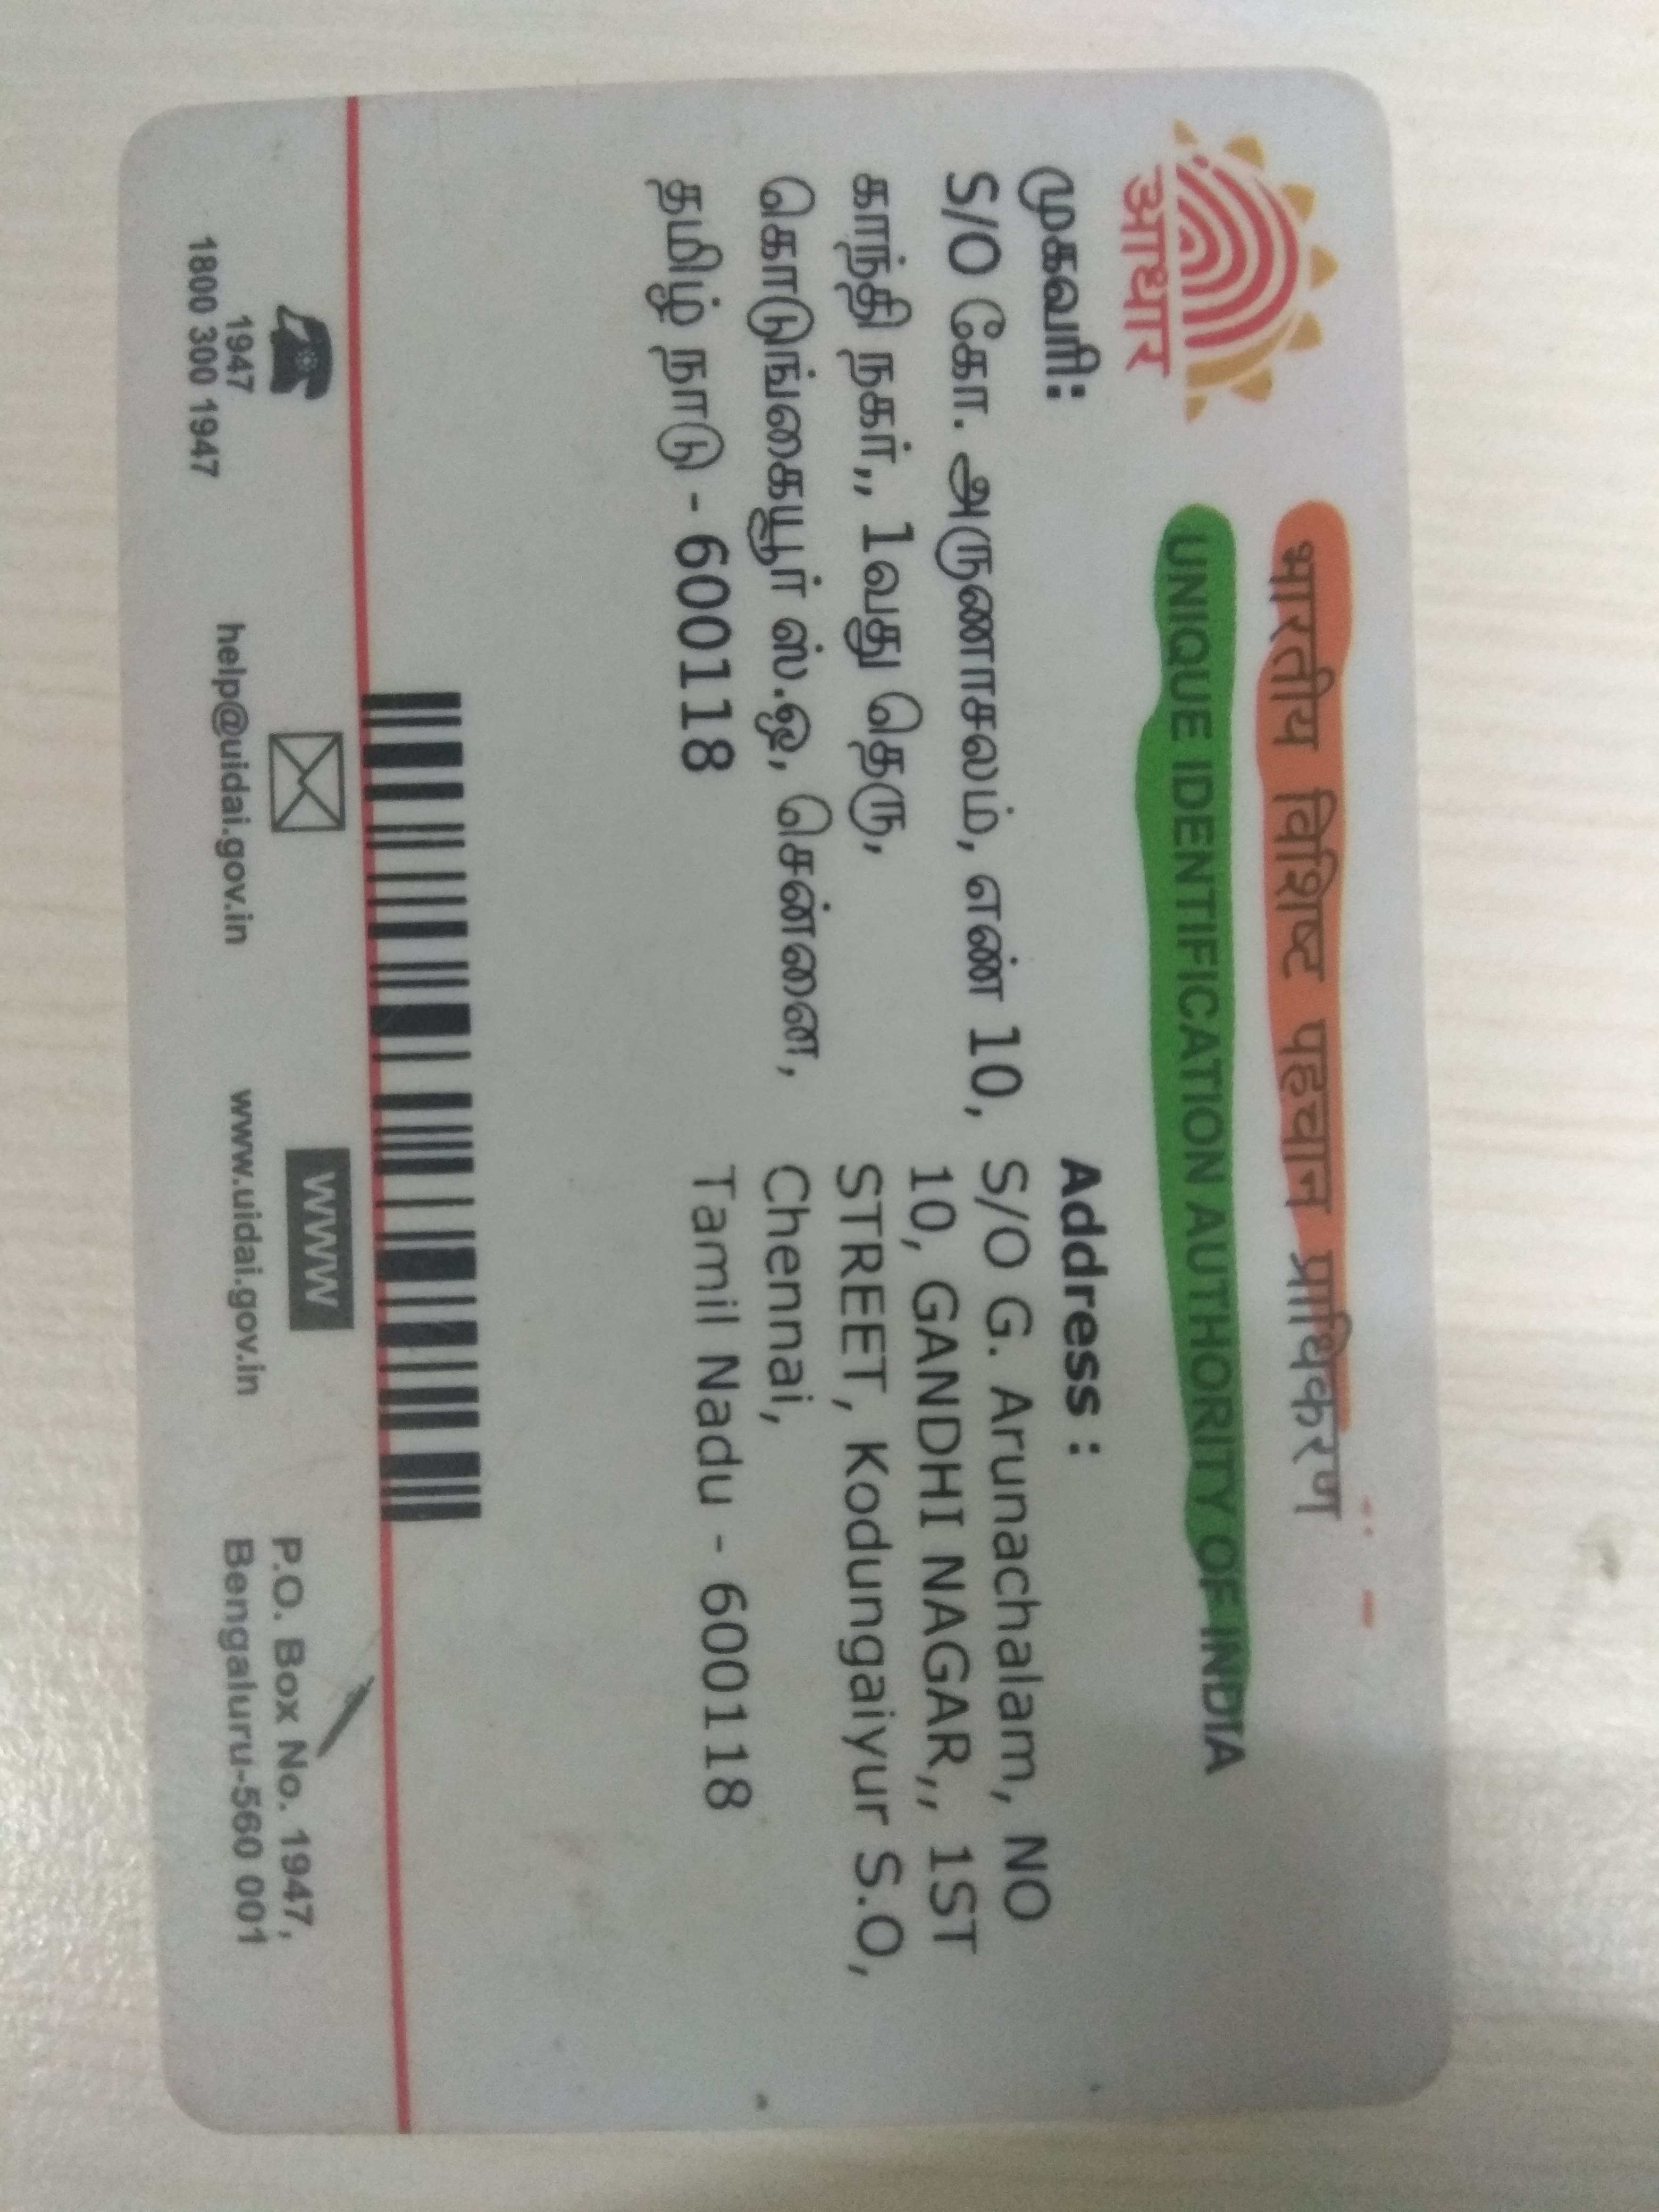 भारतीय विशिष्ट पहचान प्राधिकरण
UNIQUE IDENTIFICATION AUTHORITY OF INDIA
आधार
முகவரி:
S/O கோ. அருணாசலம், எண் 10,
காந்தி நகர்,, 1வது தெரு,
கொடுங்கையூர் ஸ்.ஓ, சென்னை,
தமிழ் நாடு - 600118
Address :
S/O G. Arunachalam, NO
10, GANDHI NAGAR,, 1ST
STREET, Kodungaiyur S.O,
Chennai,
Tamil Nadu - 600118
1947
1800 300 1947
help@uidai.gov.in
WWW
www.uidai.gov.in
P.O. Box No. 1947,
Bengaluru-560 001